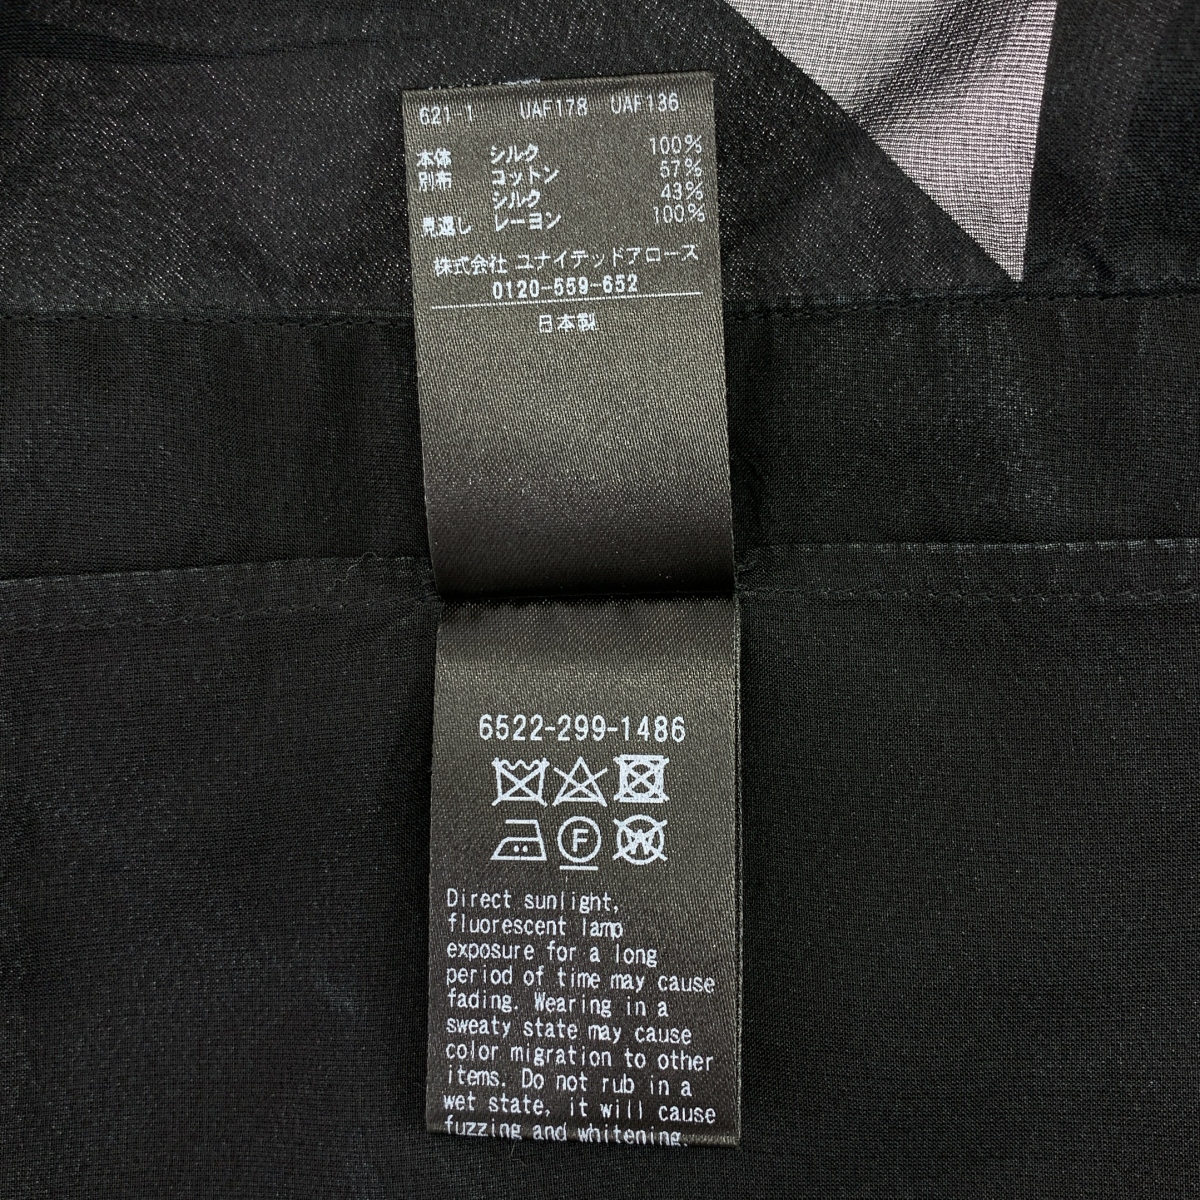 621-1 UAF178 UAF136
本体 シルク 100%
別布 コットン 57%
シルク 43%
見返し レーヨン 100%
株式会社 ユナイテッドアローズ
0120-559-652
日本製
6522-299-1486
F W
Direct sunlight,
fluorescent lamp
exposure for a long
period of time may cause
fading. Wearing in a
sweaty state may cause
color migration to other
items. Do not rub in a
wet state, it will cause
fuzzing and whitening.